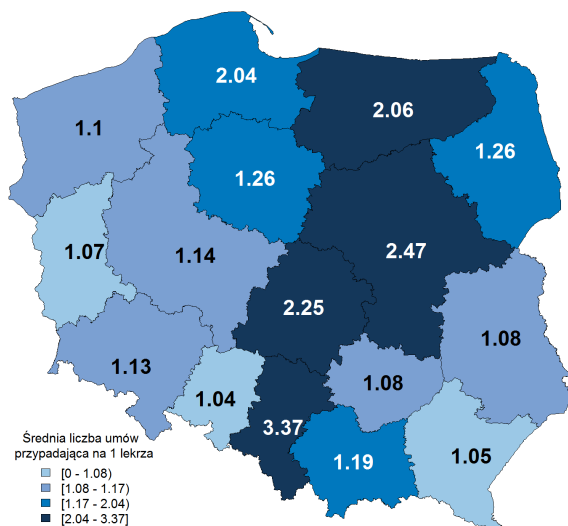 2.04
2.06
1.1
1.26
1.26
1.07
1.14
2.47
2.25
1.13
1.08
1.08
1.04
3.37
1.19
1.05
Średnia liczba umów
przypadająca na 1 lekrza
[0 - 1.08)
[1.08 - 1.17)
[1.17 - 2.04)
[2.04 - 3.37]